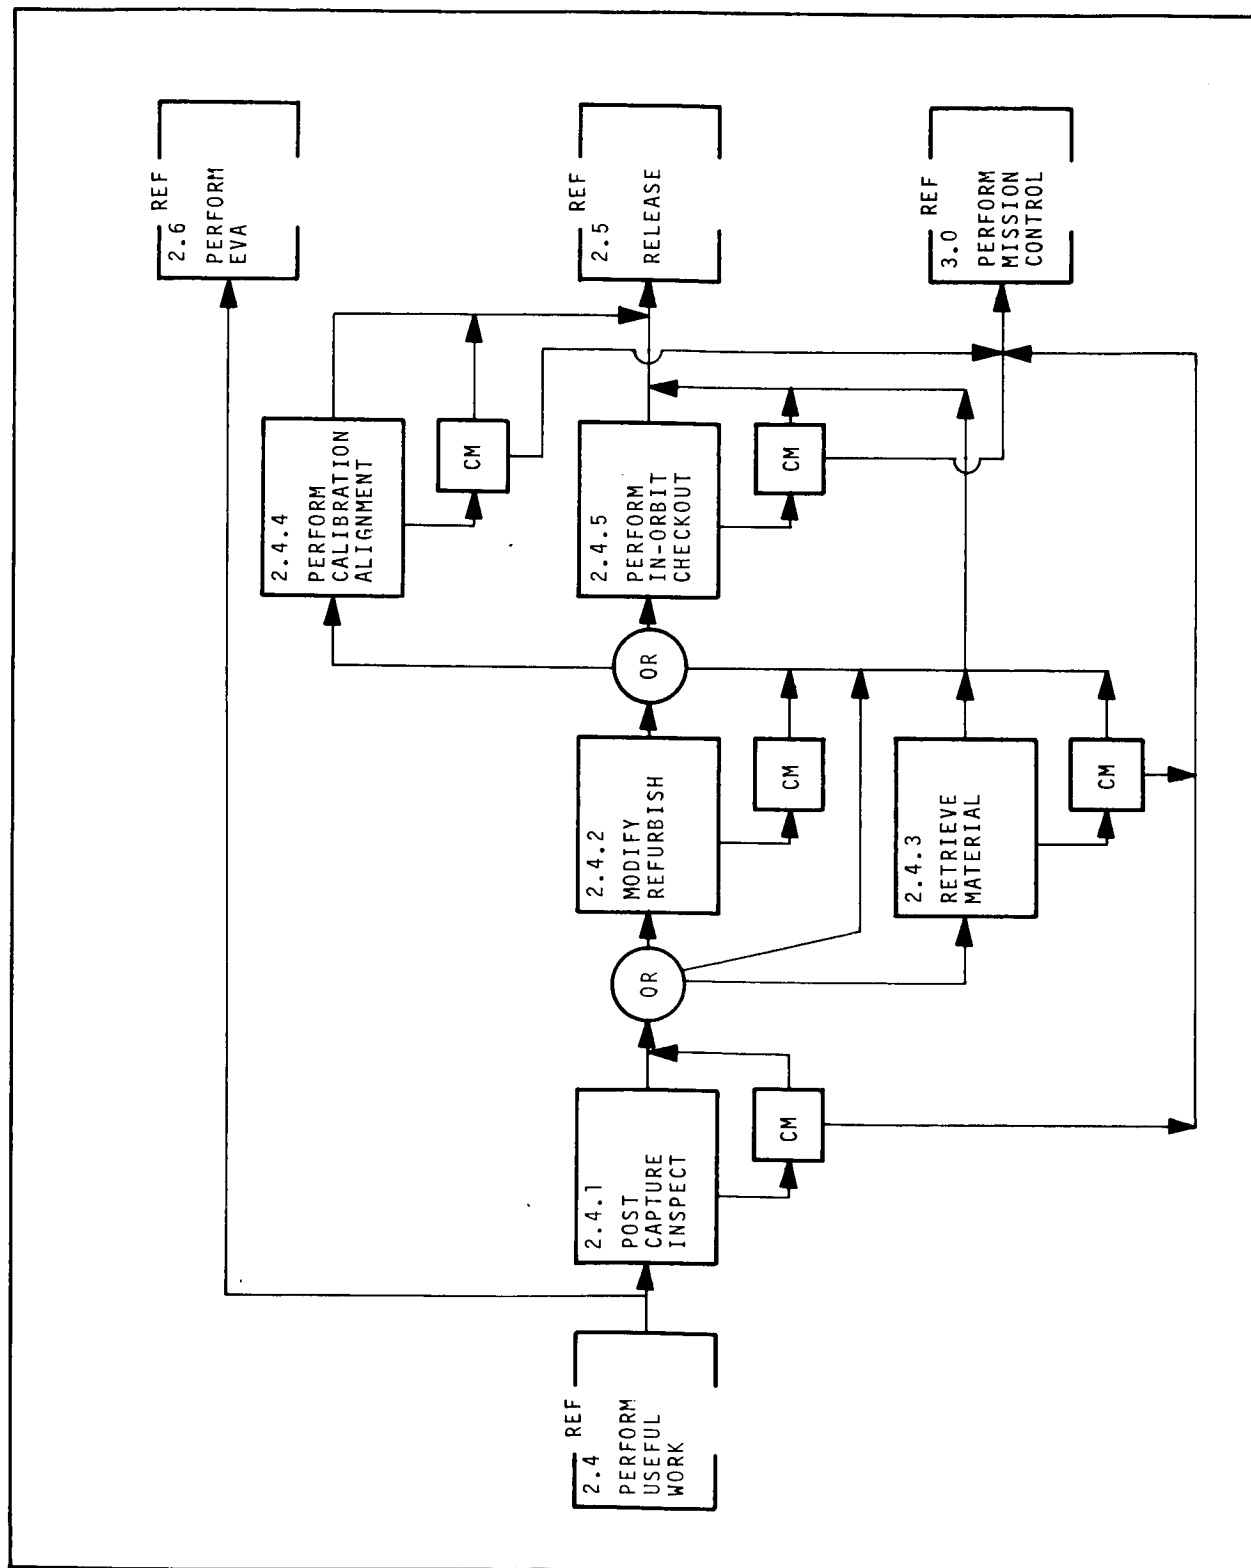 2.4 REF
PERFORM
USEFUL
WORK
2.4.1
POST
CAPTURE
INSPECT
CM
OR
2.4.2
MODIFY
REFURBISH
CM
2.4.3
RETRIEVE
MATERIAL
CM
OR
2.4.4
PERFORM
CALIBRATION
ALIGNMENT
CM
2.4.5
PERFORM
IN-ORBIT
CHECKOUT
CM
2.6 REF
PERFORM
EVA
2.5 REF
RELEASE
3.0 REF
PERFORM
MISSION
CONTROL